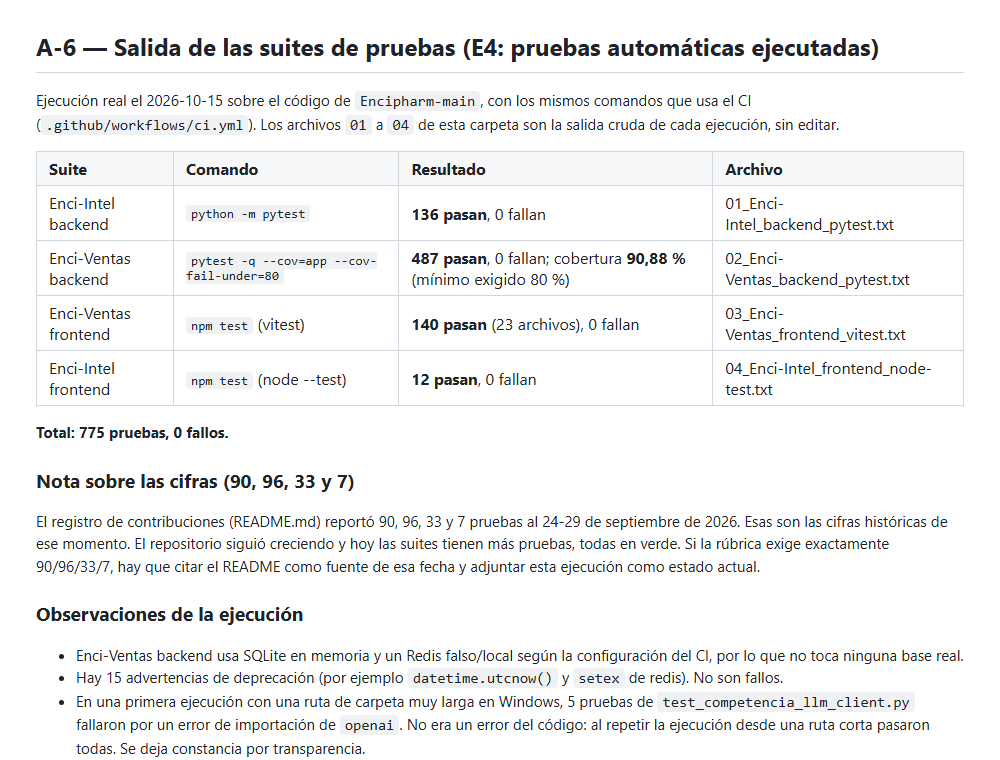 A-6 — Salida de las suites de pruebas (E4: pruebas automáticas ejecutadas)
Ejecución real el 2026-10-15 sobre el código de Encipharm-main, con los mismos comandos que usa el CI
(.github/workflows/ci.yml). Los archivos 01 a 04 de esta carpeta son la salida cruda de cada ejecución, sin editar.
Suite Comando Resultado Archivo
Enci-Intel
backend
python -m pytest
136 pasan, 0 fallan
01_Enci-
Intel_backend_pytest.txt
Enci-Ventas
backend
pytest -q --cov=app --cov-
fail-under=80
487 pasan, 0 fallan; cobertura 90,88 %
(mínimo exigido 80 %)
02_Enci-
Ventas_backend_pytest.txt
Enci-Ventas
frontend
npm test (vitest)
140 pasan (23 archivos), 0 fallan
03_Enci-
Ventas_frontend_vitest.txt
Enci-Intel
frontend
npm test (node --test)
12 pasan, 0 fallan
04_Enci-Intel_frontend_node-
test.txt
Total: 775 pruebas, 0 fallos.
Nota sobre las cifras (90, 96, 33 y 7)
El registro de contribuciones (README.md) reportó 90, 96, 33 y 7 pruebas al 24-29 de septiembre de 2026. Esas son las cifras históricas de
ese momento. El repositorio siguió creciendo y hoy las suites tienen más pruebas, todas en verde. Si la rúbrica exige exactamente
90/96/33/7, hay que citar el README como fuente de esa fecha y adjuntar esta ejecución como estado actual.
Observaciones de la ejecución
• Enci-Ventas backend usa SQLite en memoria y un Redis falso/local según la configuración del CI, por lo que no toca ninguna base real.
• Hay 15 advertencias de deprecación (por ejemplo datetime.utcnow() y setex de redis). No son fallos.
• En una primera ejecución con una ruta de carpeta muy larga en Windows, 5 pruebas de test_competencia_llm_client.py
fallaron por un error de importación de openai. No era un error del código: al repetir la ejecución desde una ruta corta pasaron
todas. Se deja constancia por transparencia.